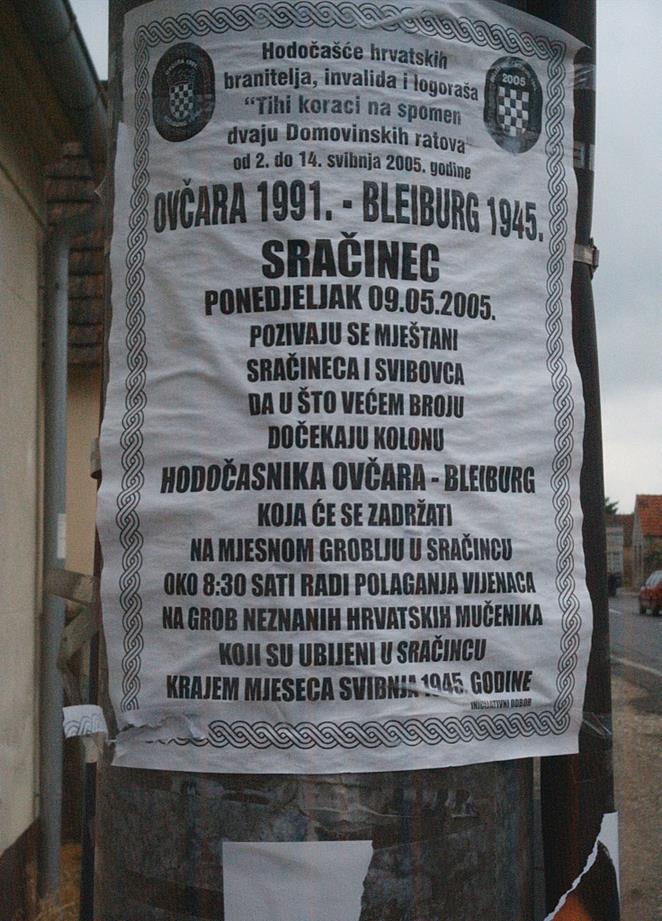 Hodočašće hrvatskih
branitelja, invalida i logoraša
“Tihi koraci na spomen
dvaju Domovinskih ratova
od 2. do 14. svibnja 2005. godine
OVČARA 1991. - BLEIBURG 1945.
SRAČINEC
PONEDJELJAK 09.05.2005.
POZIVAJU SE MJEŠTANI
SRAČINECA I SVIBOVCA
DA U ŠTO VEĆEM BROJU
DOČEKAJU KOLONU
HODOČASNIKA OVČARA - BLEIBURG
KOJA ĆE SE ZADRŽATI
NA MJESNOM GROBLJU U SRAČINCU
OKO 8:30 SATI RADI POLAGANJA VIJENACA
NA GROB NEZNANIH HRVATSKIH MUČENIKA
KOJI SU UBIJENI U SRAČINCU
KRAJEM MJESECA SVIBNJA 1945. GODINE
INICIJATIVNI ODBOR
2005